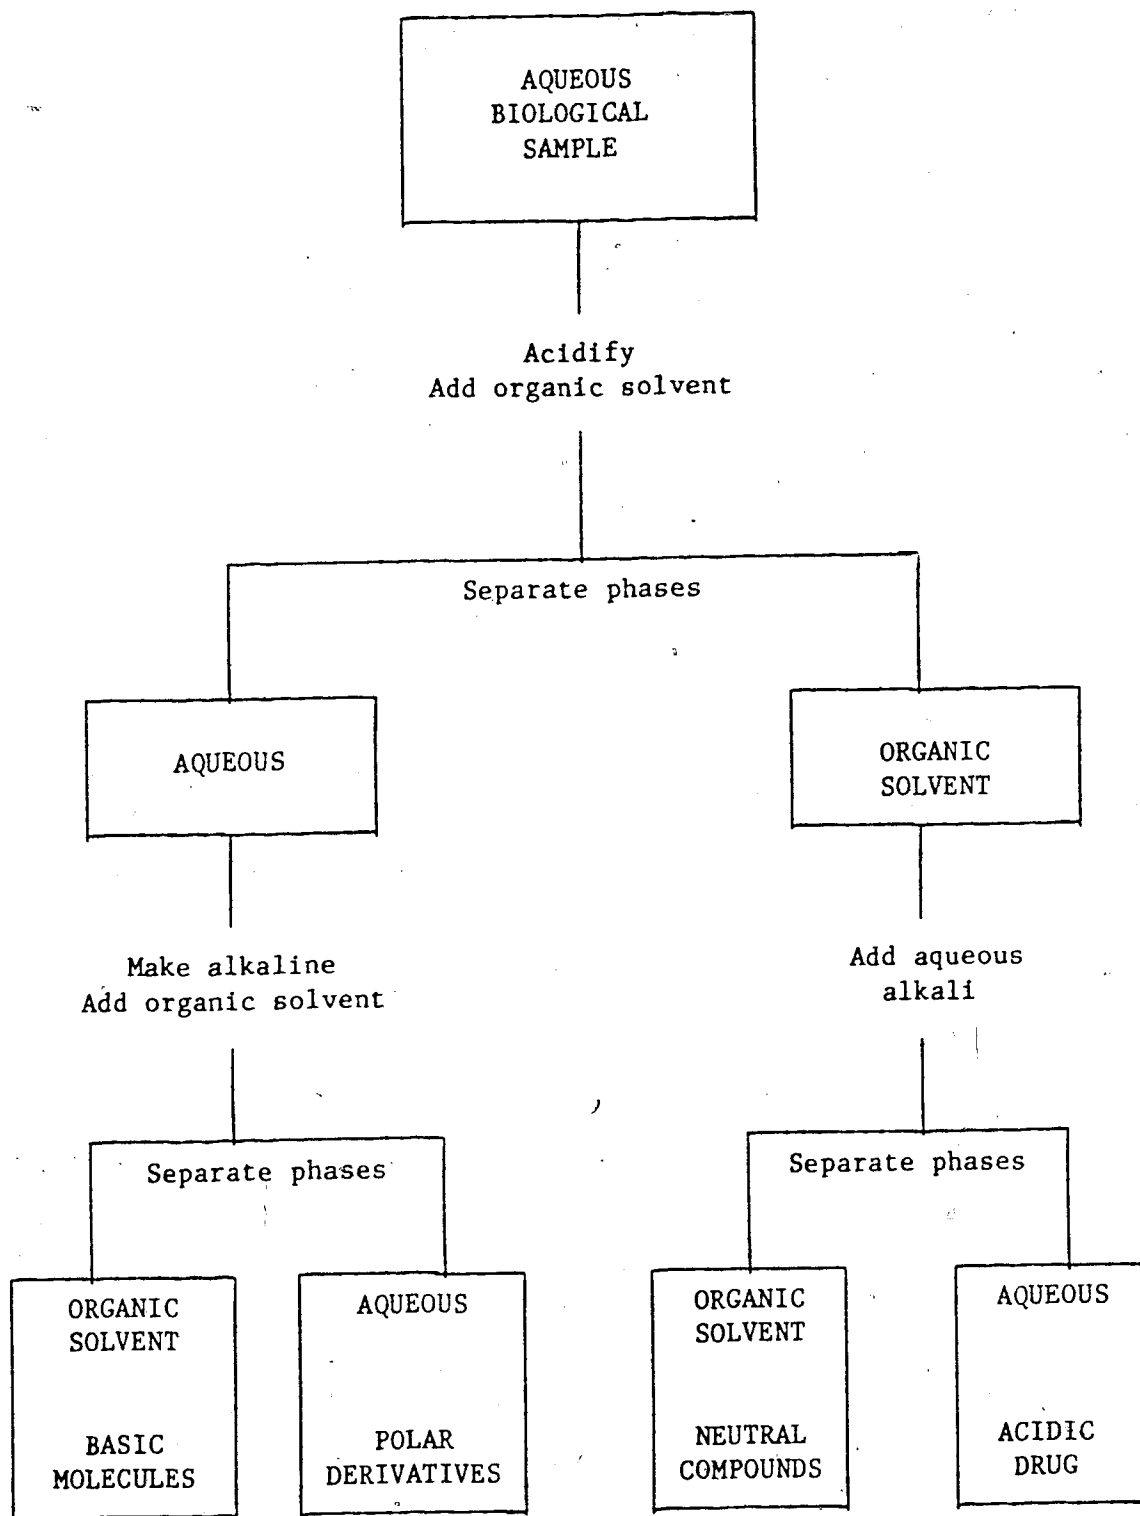 AQUEOUS
BIOLOGICAL
SAMPLE
Acidify
Add organic solvent
Separate phases
AQUEOUS
ORGANIC
SOLVENT
Make alkaline
Add organic solvent
Add aqueous
alkali
Separate phases
Separate phases
ORGANIC
SOLVENT
BASIC
MOLECULES
AQUEOUS
POLAR
DERIVATIVES
ORGANIC
SOLVENT
NEUTRAL
COMPOUNDS
AQUEOUS
ACIDIC
DRUG